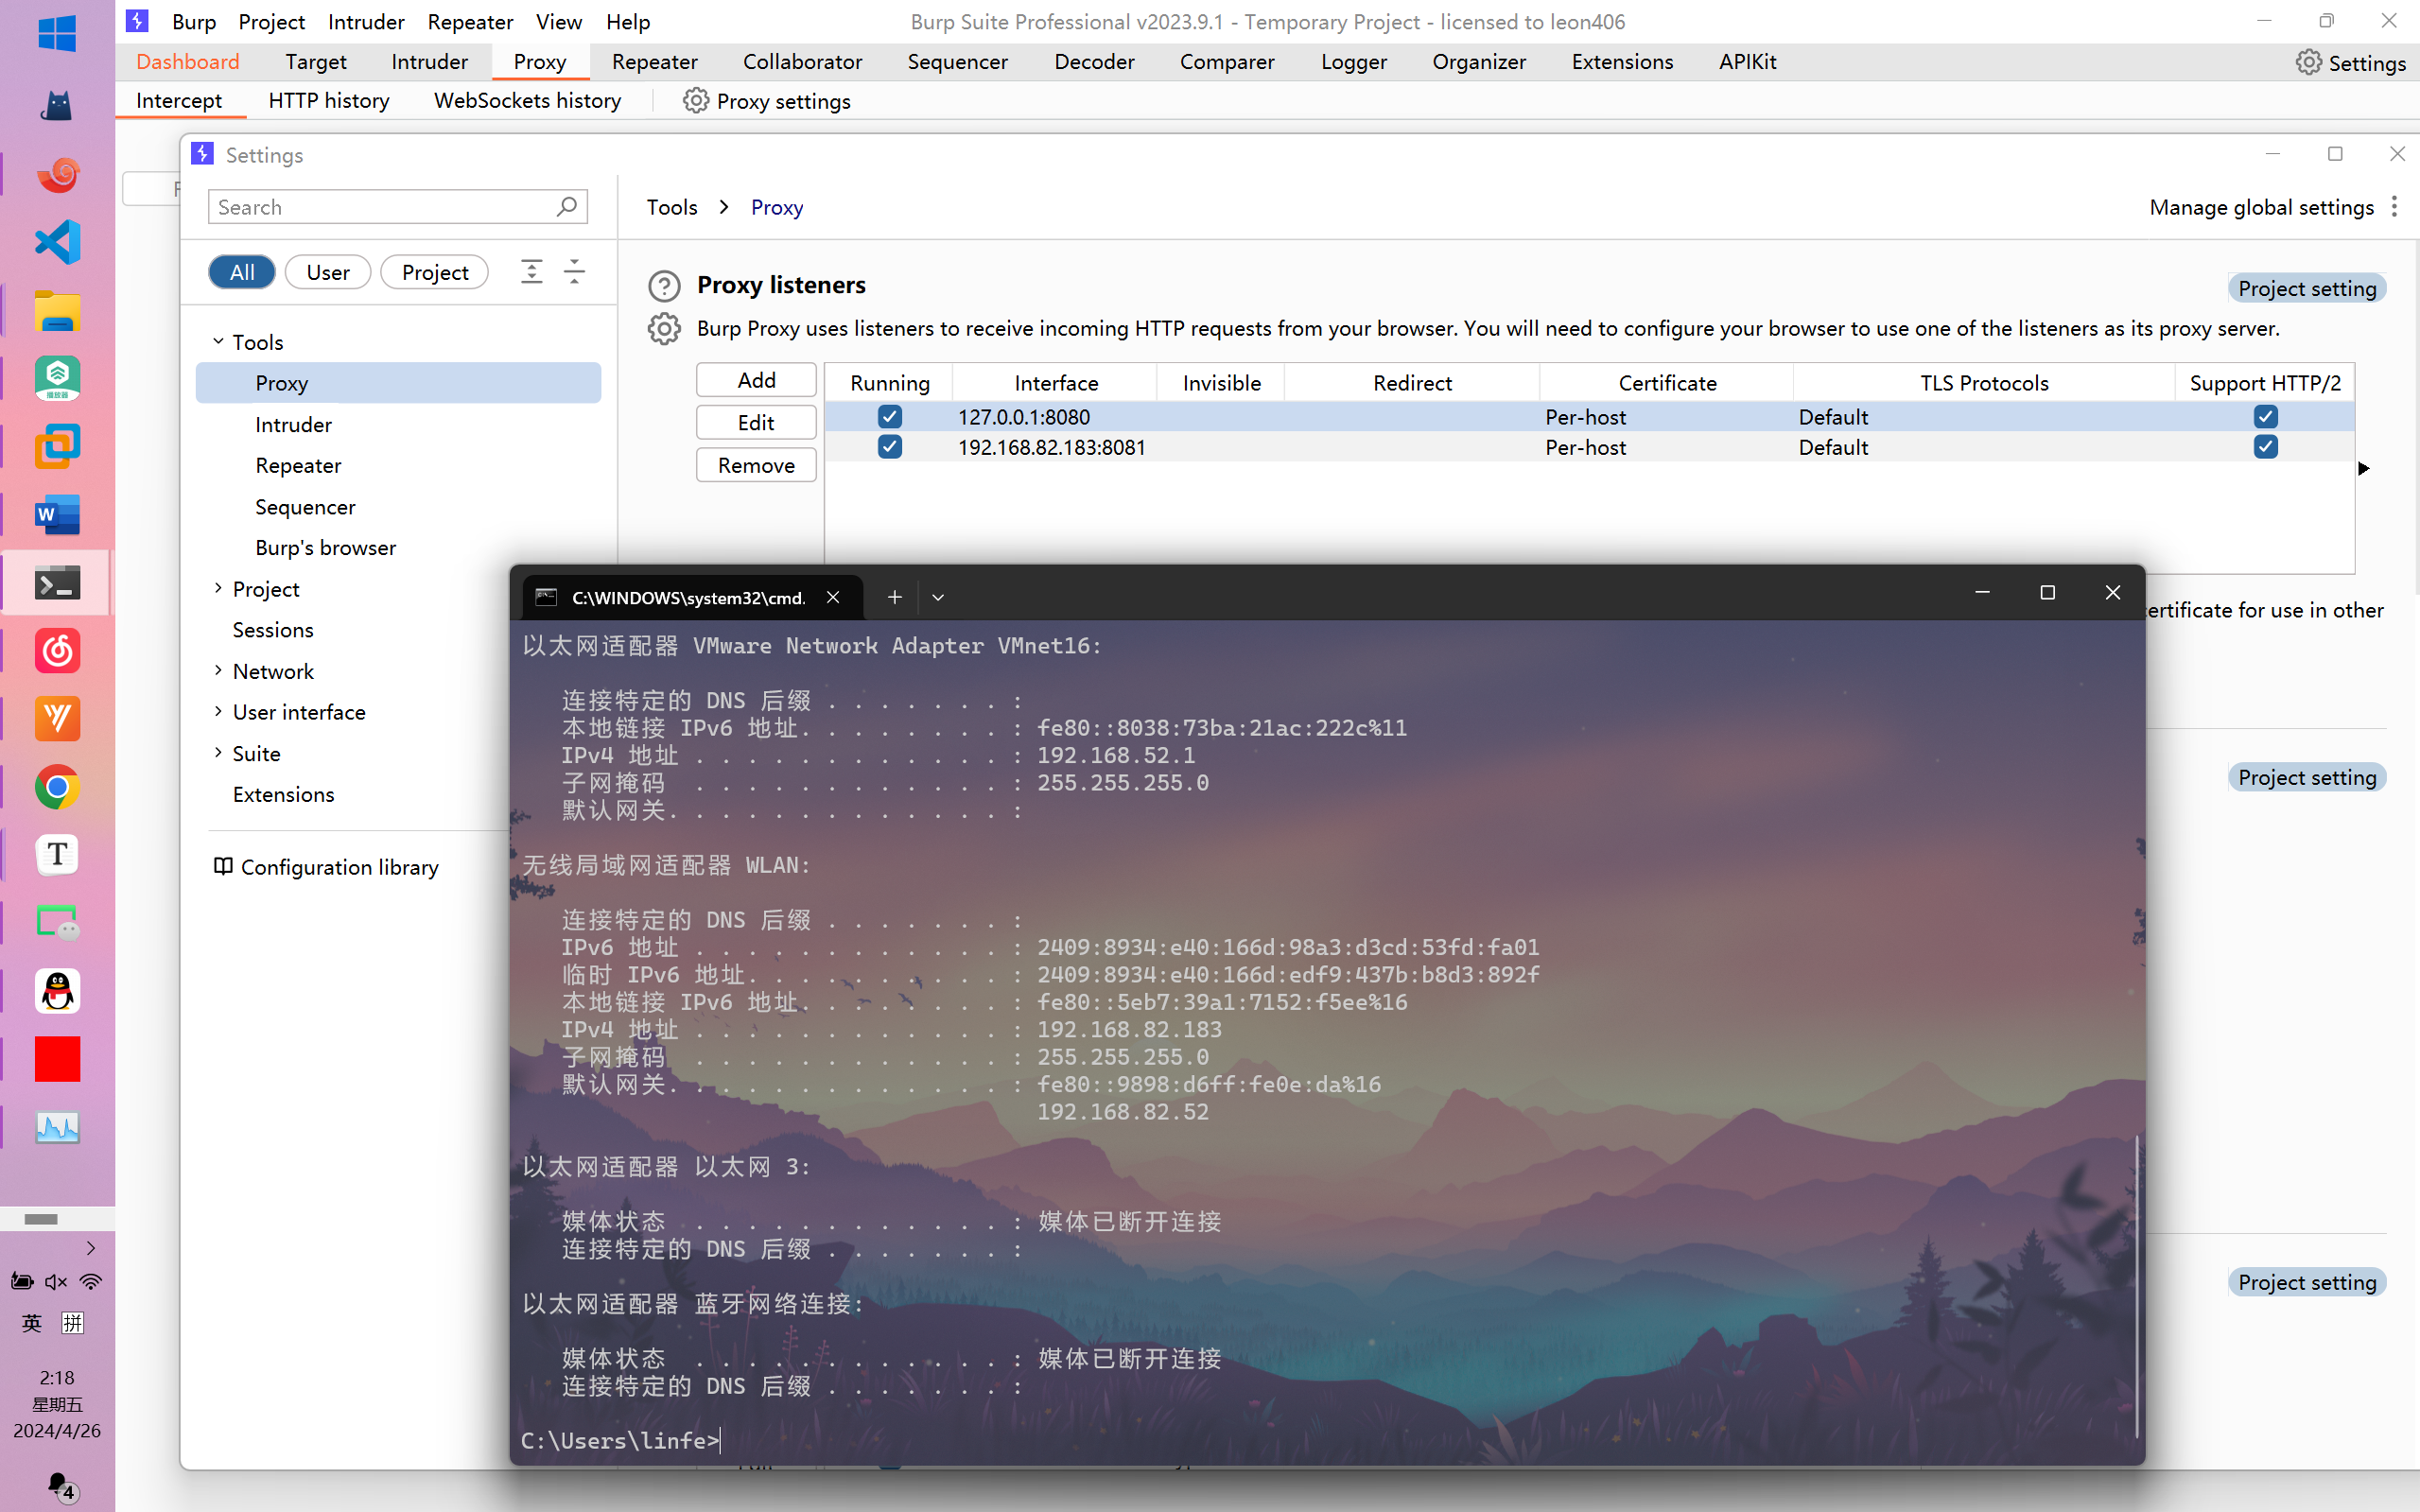 Burp Project Intruder Repeater View Help
Burp Suite Professional v2023.9.1 - Temporary Project - licensed to leon406
Dashboard Target Intruder Proxy Repeater Collaborator Sequencer Decoder Comparer Logger Organizer Extensions APIKit Settings
Intercept HTTP history WebSockets history Proxy settings
Settings
Search
Tools > Proxy
Manage global settings
All User Project
Proxy listeners
Project setting
Burp Proxy uses listeners to receive incoming HTTP requests from your browser. You will need to configure your browser to use one of the listeners as its proxy server.
Tools
Proxy
Intruder
Repeater
Sequencer
Burp's browser
Project
Sessions
Network
User interface
Suite
Extensions
Configuration library
Add
Edit
Remove
Running Interface Invisible Redirect Certificate TLS Protocols Support HTTP/2
127.0.0.1:8080 Per-host Default
192.168.82.183:8081 Per-host Default
ertificate for use in other
Project setting
Project setting
C:\WINDOWS\system32\cmd.
以太网适配器 VMware Network Adapter VMnet16:
连接特定的 DNS 后缀 . . . . . . . :
本地链接 IPv6 地址. . . . . . . . : fe80::8038:73ba:21ac:222c%11
IPv4 地址 . . . . . . . . . . . . : 192.168.52.1
子网掩码  . . . . . . . . . . . . : 255.255.255.0
默认网关. . . . . . . . . . . . . :
无线局域网适配器 WLAN:
连接特定的 DNS 后缀 . . . . . . . :
IPv6 地址 . . . . . . . . . . . . : 2409:8934:e40:166d:98a3:d3cd:53fd:fa01
临时 IPv6 地址. . . . . . . . . . : 2409:8934:e40:166d:edf9:437b:b8d3:892f
本地链接 IPv6 地址. . . . . . . . : fe80::5eb7:39a1:7152:f5ee%16
IPv4 地址 . . . . . . . . . . . . : 192.168.82.183
子网掩码  . . . . . . . . . . . . : 255.255.255.0
默认网关. . . . . . . . . . . . . : fe80::9898:d6ff:fe0e:da%16
192.168.82.52
以太网适配器 以太网 3:
媒体状态  . . . . . . . . . . . . : 媒体已断开连接
连接特定的 DNS 后缀 . . . . . . . :
以太网适配器 蓝牙网络连接:
媒体状态  . . . . . . . . . . . . : 媒体已断开连接
连接特定的 DNS 后缀 . . . . . . . :
C:\Users\linfe>
播放器
W
T
英 拼
2:18
星期五
2024/4/26
4